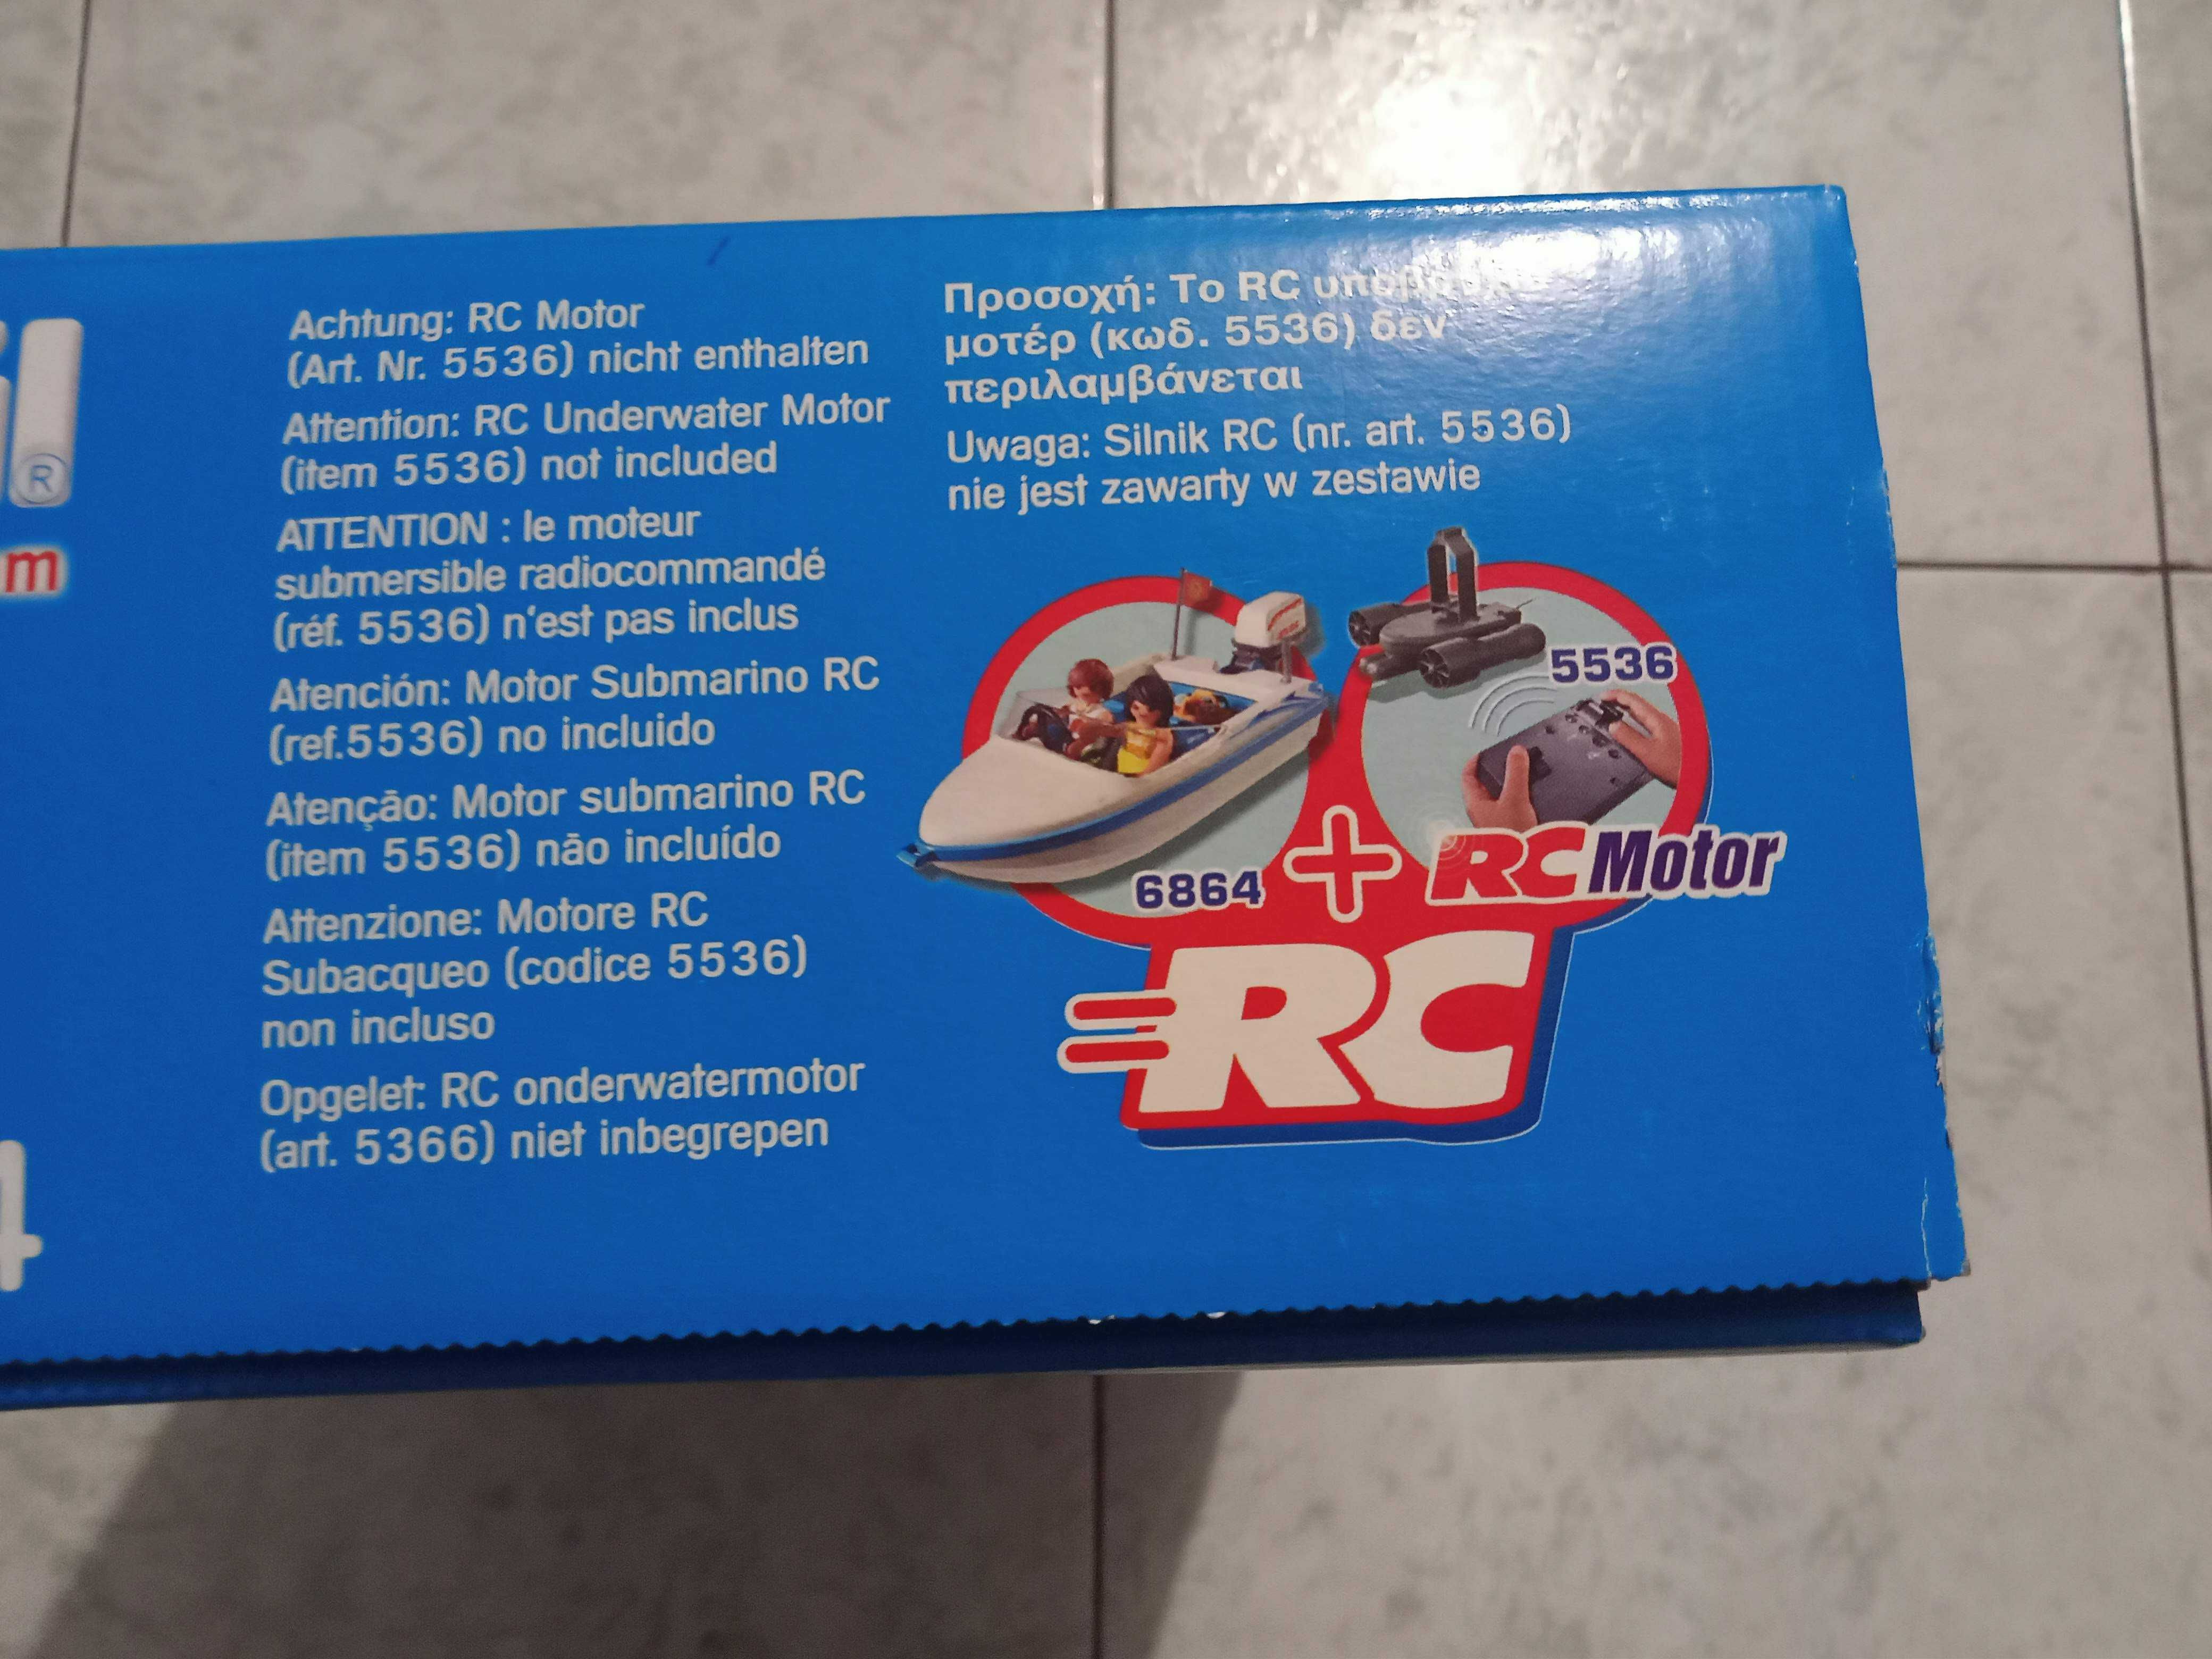 ®
m
4
Achtung: RC Motor
(Art. Nr. 5536) nicht enthalten
Attention: RC Underwater Motor
(item 5536) not included
ATTENTION : le moteur
submersible radiocommandé
(réf. 5536) n'est pas inclus
Atención: Motor Submarino RC
(ref.5536) no incluido
Atenção: Motor submarino RC
(item 5536) não incluído
Attenzione: Motore RC
Subacqueo (codice 5536)
non incluso
Opgelet: RC onderwatermotor
(art. 5366) niet inbegrepen
Προσοχή: Το RC
μοτέρ (κωδ. 5536) δεν
περιλαμβάνεται
Uwaga: Silnik RC (nr. art. 5536)
nie jest zawarty w zestawie
5536
6864
+
RC Motor
RC